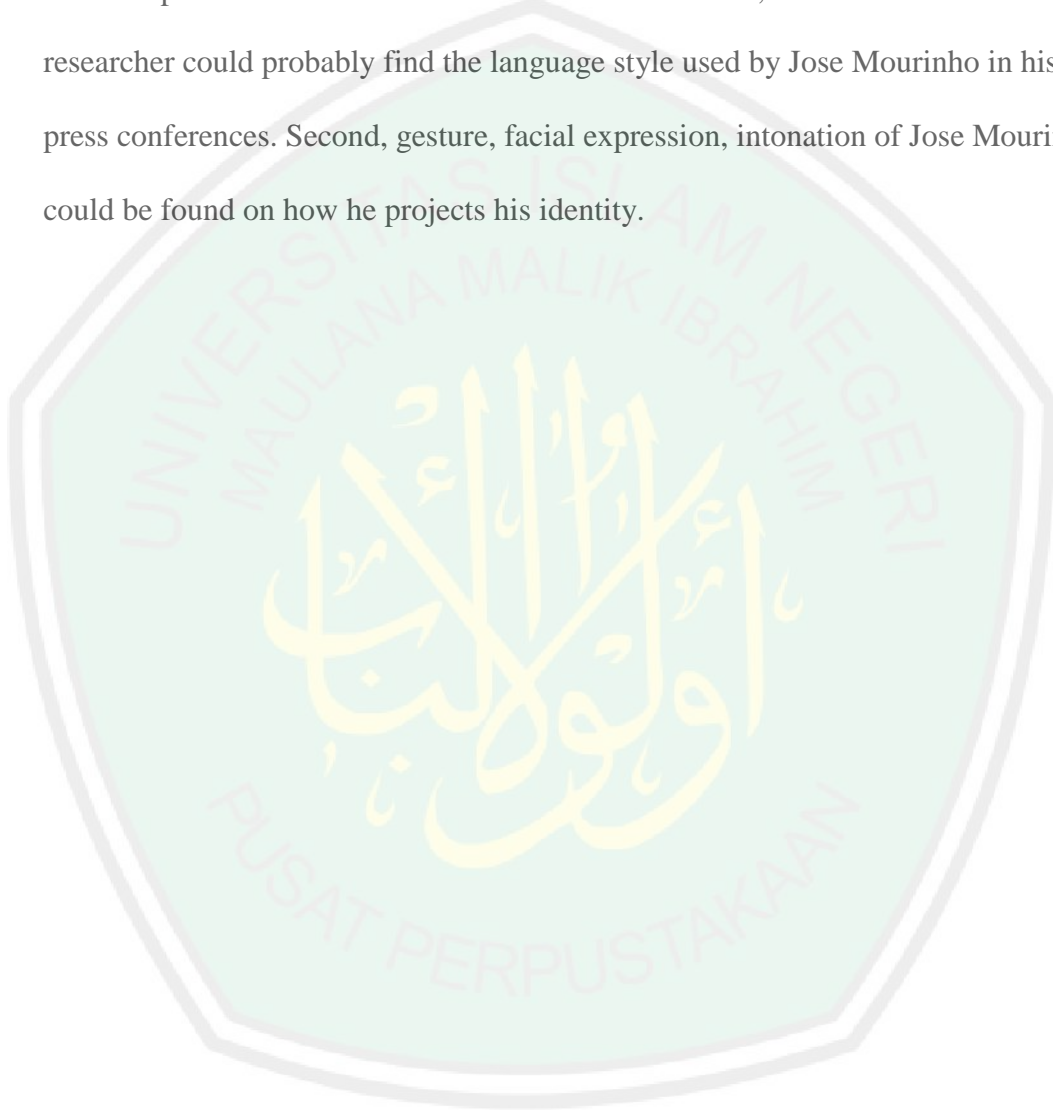 researcher could probably find the language style used by Jose Mourinho in his
press conferences. Second, gesture, facial expression, intonation of Jose
could be found on how he projects his identity.
UNIVERSITAS ISLAM NEGERI
MAULANA MALIK IBRAHIM
أولوا الألباب
PUSAT PERPUSTAKAAN